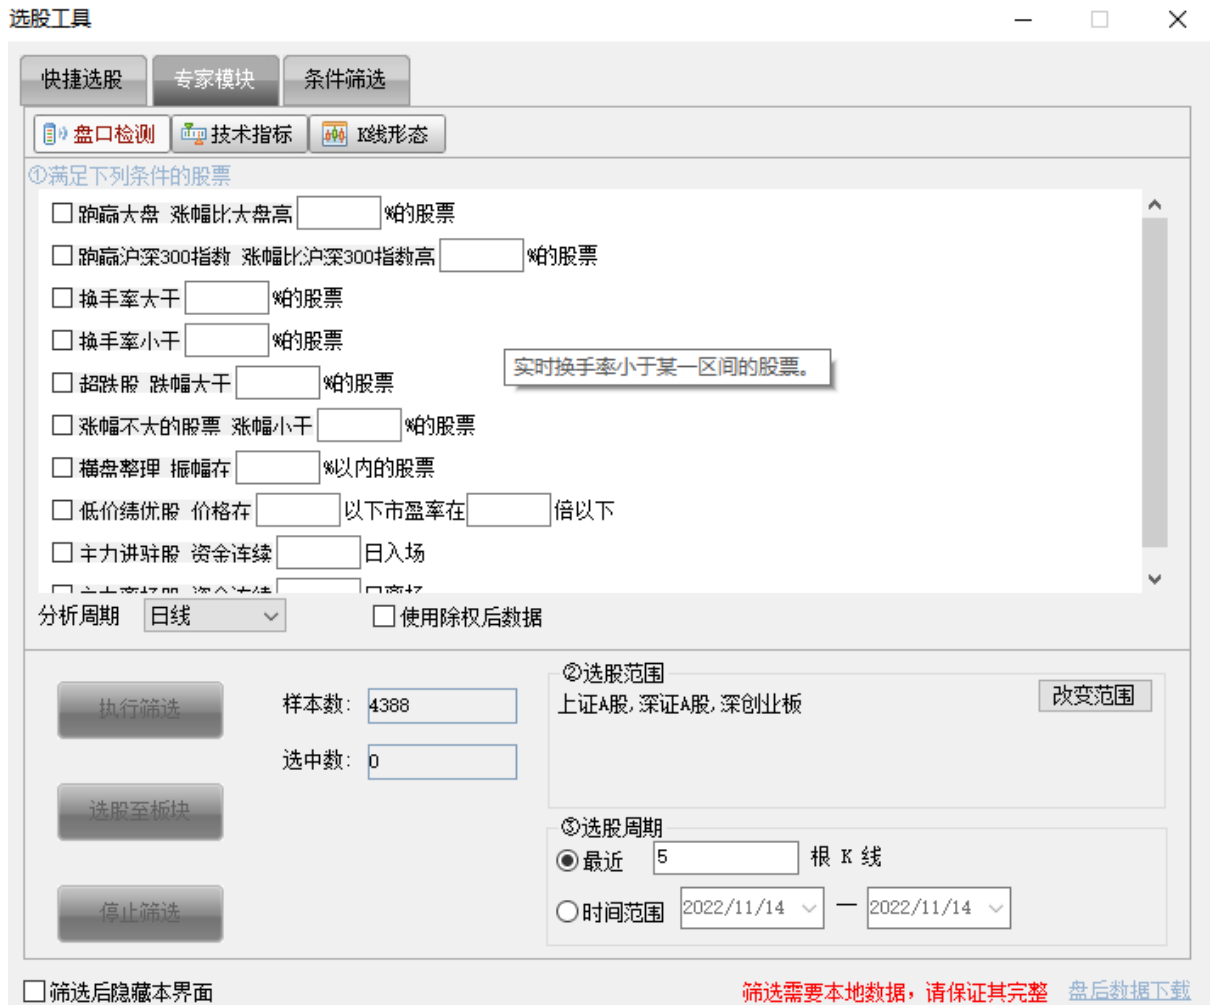 选股工具
快捷选股 专家模块 条件筛选
盘口检测 技术指标 K线形态
①满足下列条件的股票
跑赢大盘 涨幅比大盘高 %的股票
跑赢沪深300指数 涨幅比沪深300指数高 %的股票
换手率大于 %的股票
换手率小于 %的股票
实时换手率小于某一区间的股票。
超跌股 跌幅大于 %的股票
涨幅不大的股票 涨幅小于 %的股票
横盘整理 振幅在 %以内的股票
低价绩优股 价格在 以下市盈率在 倍以下
主力进驻股 资金连续 日入场
主力离场股 资金连续 日离场
分析周期 日线 使用除权后数据
执行筛选 样本数: 4388
选中数: 0
选股至板块
停止筛选
②选股范围
上证A股,深证A股,深创业板 改变范围
③选股周期
最近 5 根 K 线
时间范围 2022/11/14 — 2022/11/14
筛选后隐藏本界面 筛选需要本地数据，请保证其完整 盘后数据下载